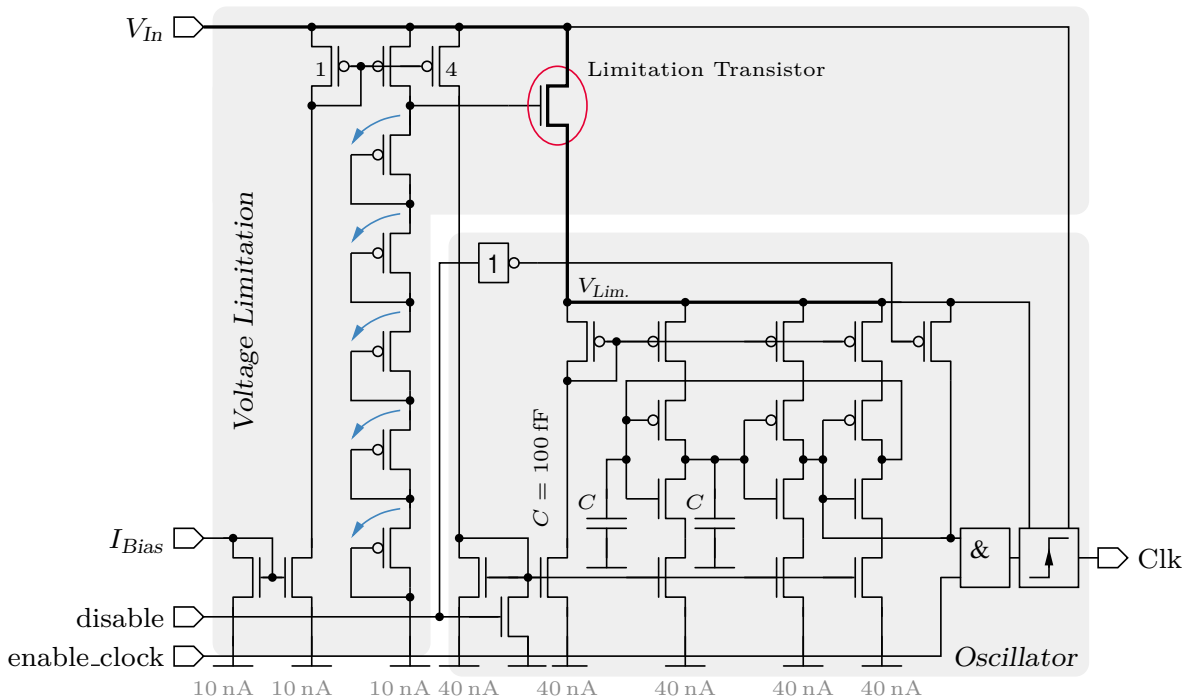 V_In
1
4
Limitation Transistor
Voltage Limitation
1
V_Lim.
C = 100 fF
C
C
I_Bias
&
Clk
disable
enable_clock
Oscillator
10 nA 10 nA 10 nA 40 nA 40 nA 40 nA 40 nA 40 nA